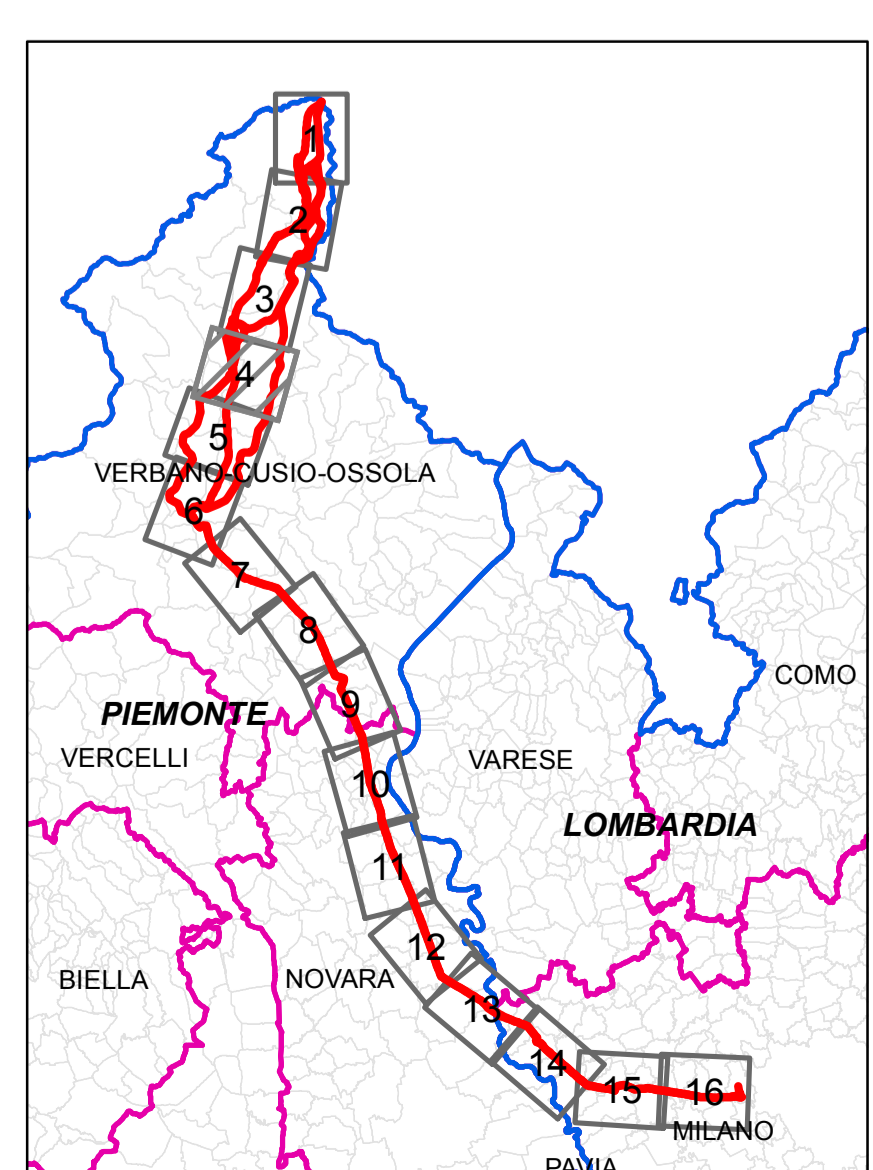 1
2
3
4
5
VERBANO-CUSIO-OSSOLA
6
7
8
COMO
9
PIEMONTE
VERCELLI
VARESE
10
LOMBARDIA
11
12
BIELLA
NOVARA
13
14
15
16
MILANO
PAVIA